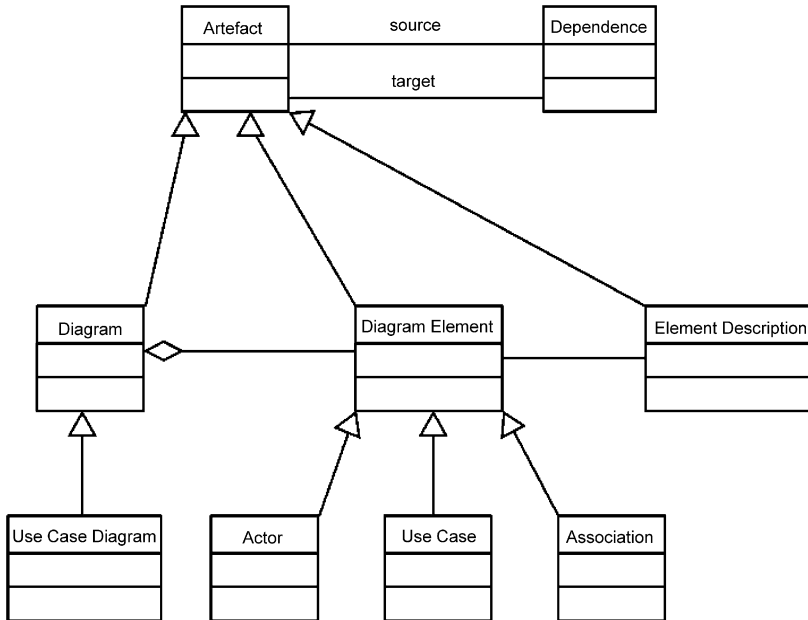 Artefact
source
Dependence
target
Diagram
Diagram Element
Element Description
Use Case Diagram
Actor
Use Case
Association